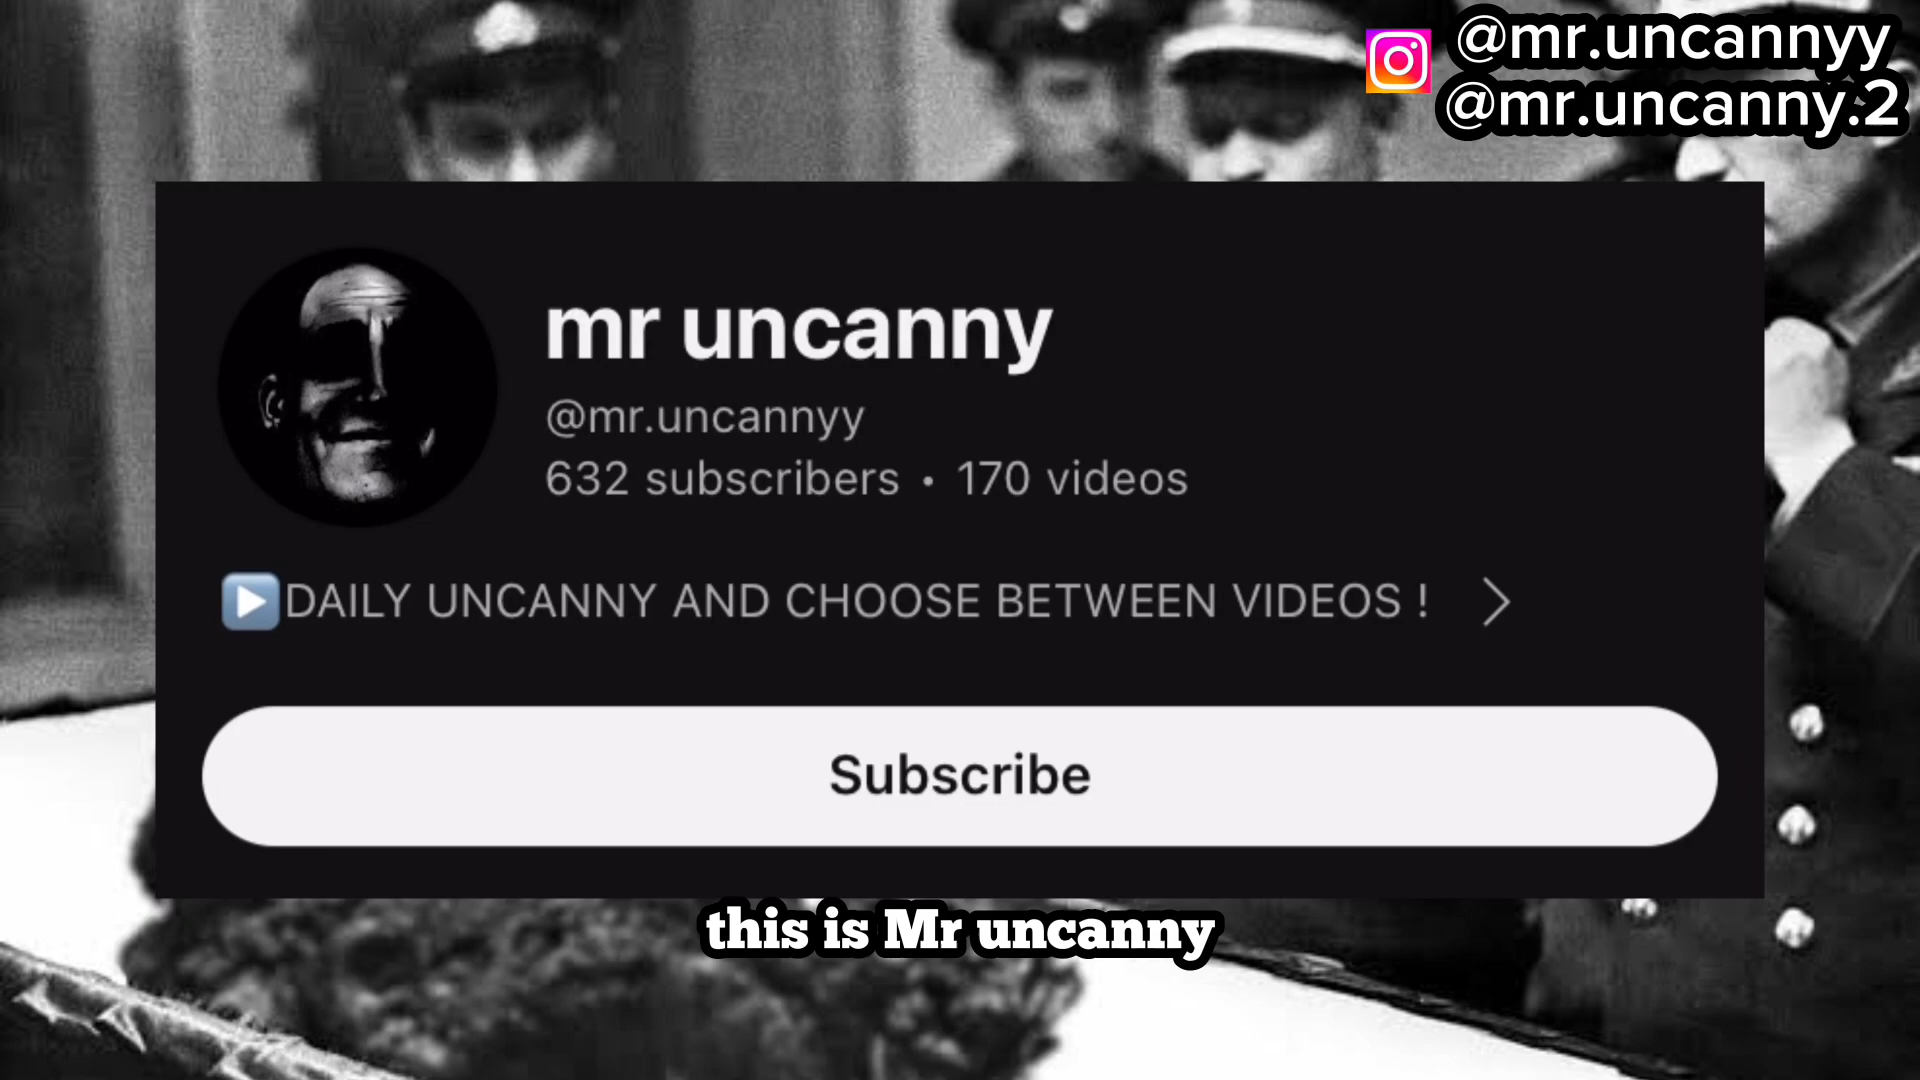 @mr.uncannyy
@mr.uncanny.2
mr uncanny
@mr.uncannyy
632 subscribers • 170 videos
▶️DAILY UNCANNY AND CHOOSE BETWEEN VIDEOS !
Subscribe
this is Mr uncanny